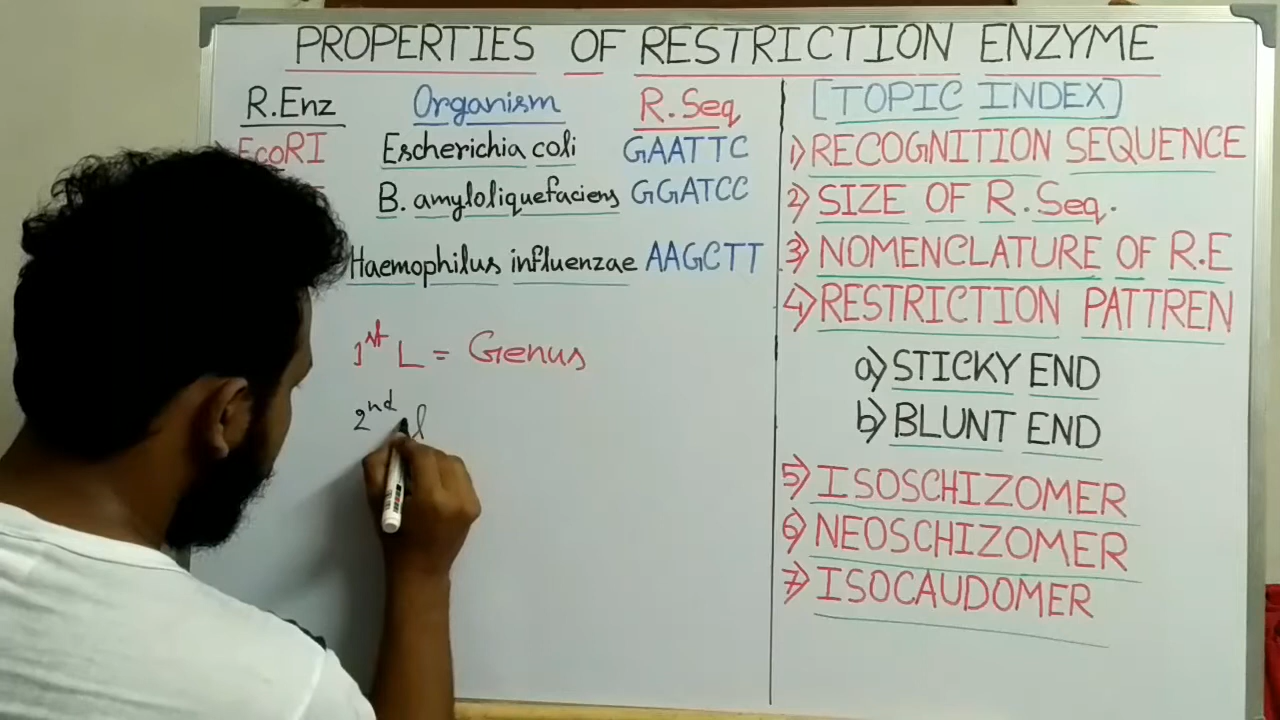 PROPERTIES OF RESTRICTION ENZYME
R.Enz Organism R.Seq
EcoRI Escherichia coli GAATTC
B. amyloliquefaciens GGATCC
Haemophilus influenzae AAGCTT
1st L = Genus
2nd l
[TOPIC INDEX]
1) RECOGNITION SEQUENCE
2) SIZE OF R.Seq.
3) NOMENCLATURE OF R.E
4) RESTRICTION PATTREN
a) STICKY END
b) BLUNT END
5) ISOSCHIZOMER
6) NEOSCHIZOMER
7) ISOCAUDOMER